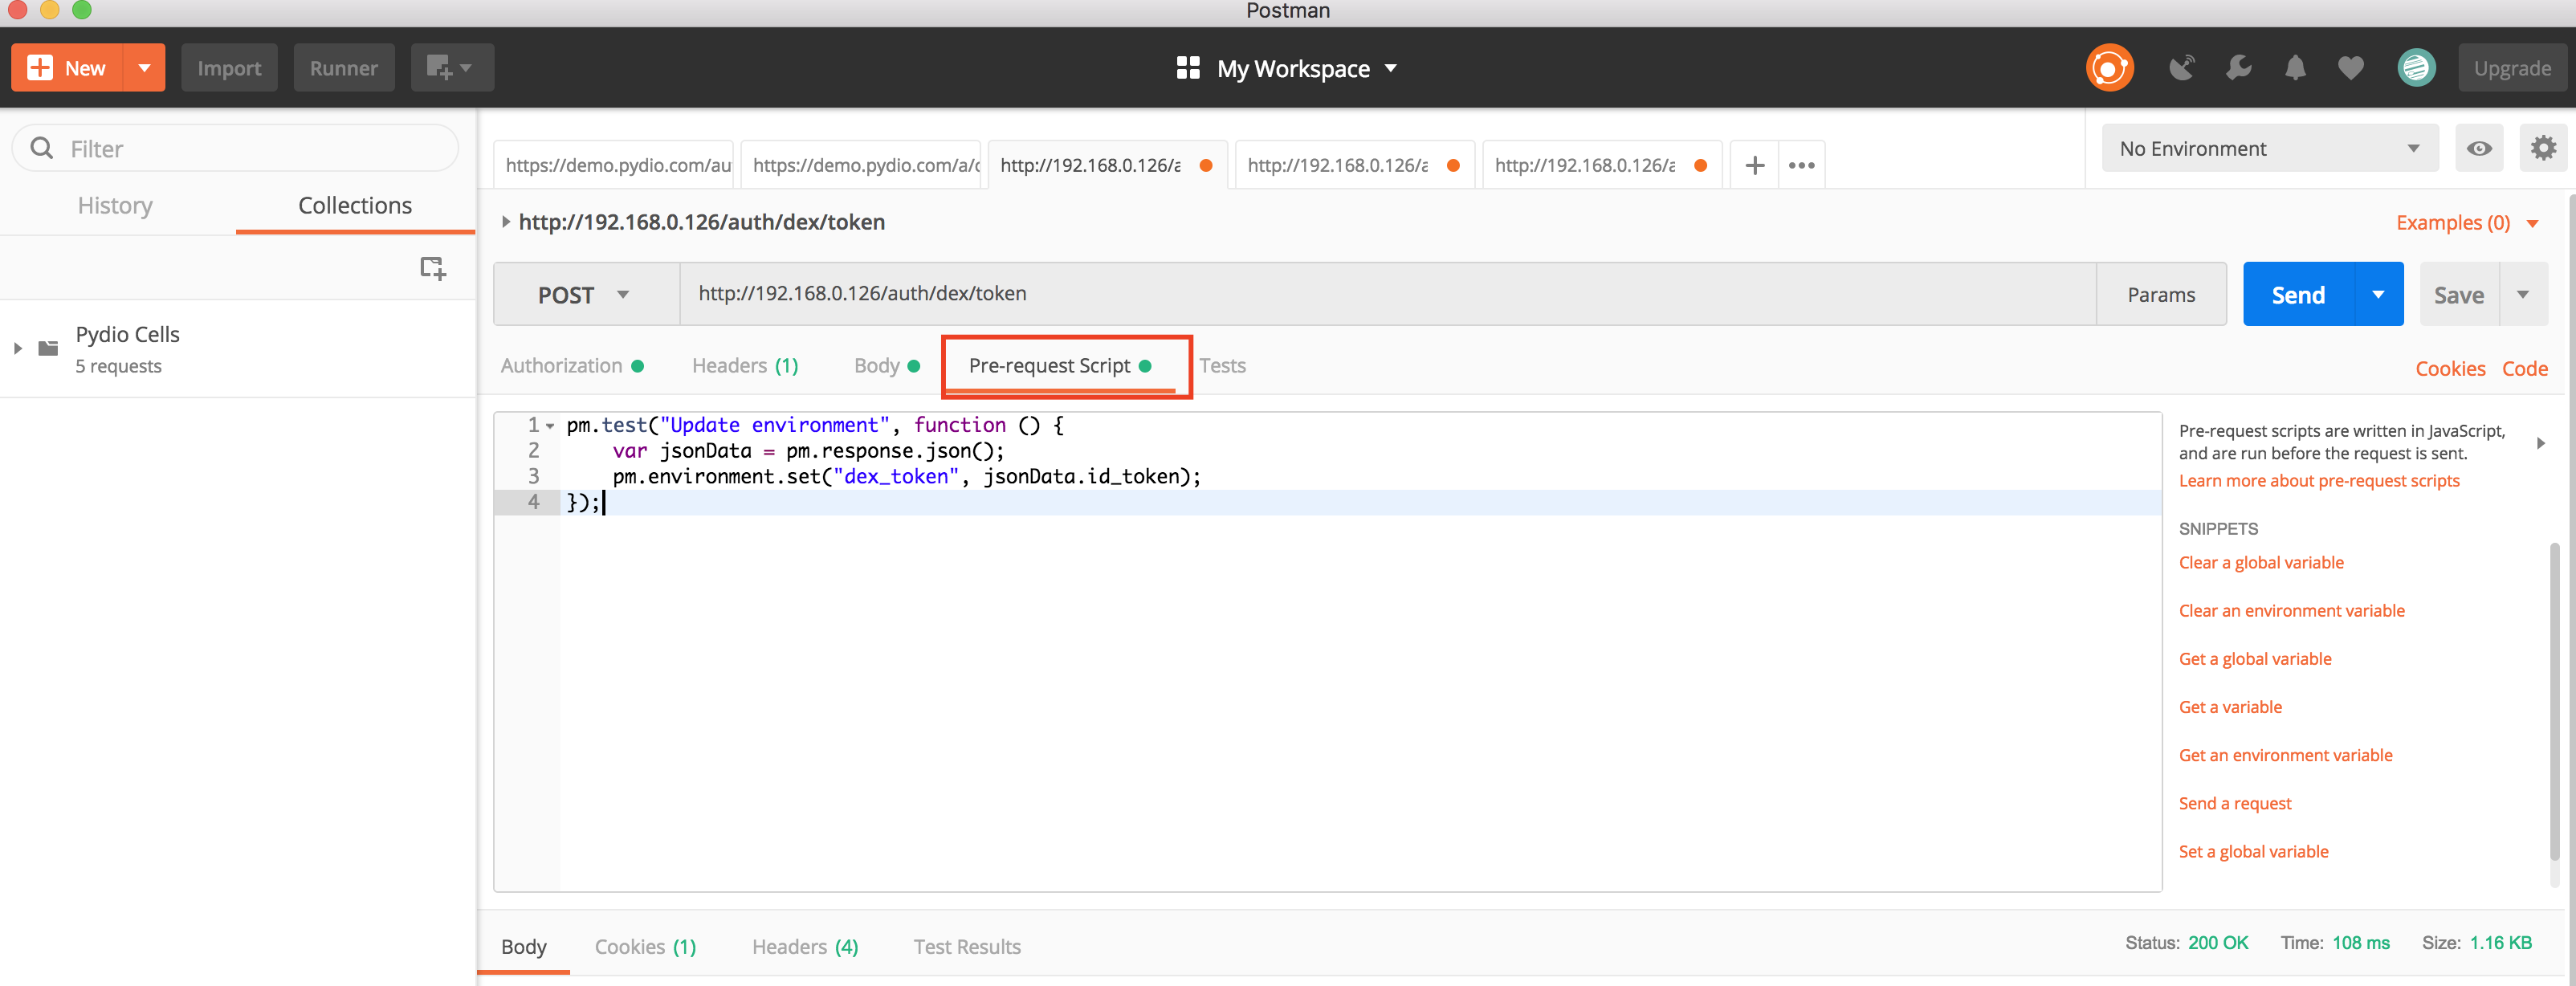 Postman
New
Import
Runner
My Workspace
Upgrade
Filter
https://demo.pydio.com/au
https://demo.pydio.com/a/c
http://192.168.0.126/a
http://192.168.0.126/a
http://192.168.0.126/a
No Environment
History
Collections
http://192.168.0.126/auth/dex/token
Examples (0)
POST
http://192.168.0.126/auth/dex/token
Params
Send
Save
Pydio Cells
5 requests
Authorization
Headers (1)
Body
Pre-request Script
Tests
Cookies
Code
1 pm.test("Update environment", function () {
2 var jsonData = pm.response.json();
3 pm.environment.set("dex_token", jsonData.id_token);
4 });
Pre-request scripts are written in JavaScript,
and are run before the request is sent.
Learn more about pre-request scripts
SNIPPETS
Clear a global variable
Clear an environment variable
Get a global variable
Get a variable
Get an environment variable
Send a request
Set a global variable
Body
Cookies (1)
Headers (4)
Test Results
Status: 200 OK
Time: 108 ms
Size: 1.16 KB